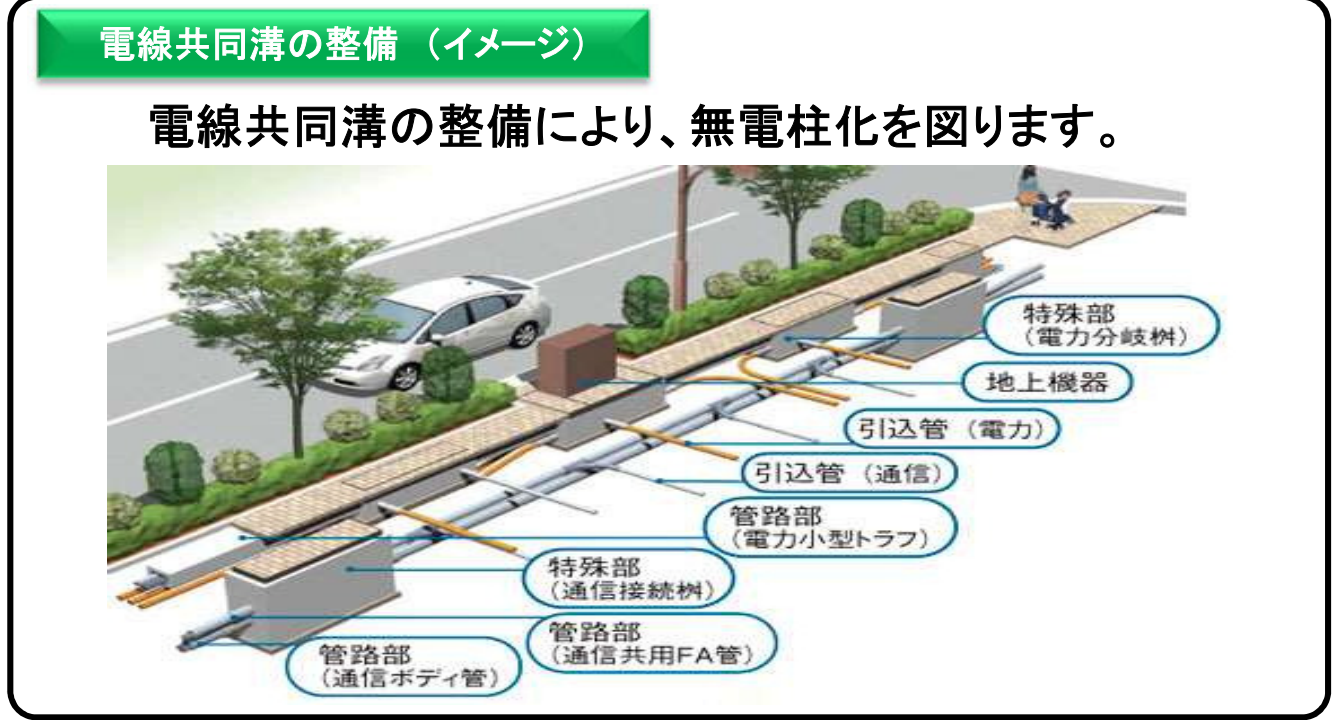 電線共同溝の整備 （イメージ）
電線共同溝の整備により、無電柱化を図ります。
特殊部
（電力分岐桝）
地上機器
引込管（電力）
引込管（通信）
管路部
（電力小型トラフ）
特殊部
（通信接続桝）
管路部
（通信共用FA管）
管路部
（通信ボディ管）